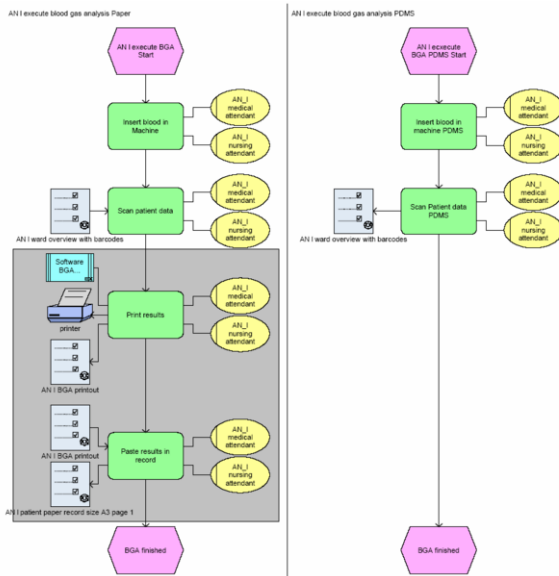 AN I execute blood gas analysis Paper
AN I execute BGA
Start
Insert blood in
Machine
AN_I
medical
attendant
AN_I
nursing
attendant
Scan patient data
AN_I
medical
attendant
AN_I
nursing
attendant
AN I ward overview with barcodes
Software
BGA...
printer
Print results
AN_I
medical
attendant
AN_I
nursing
attendant
AN I BGA printout
AN I BGA printout
Paste results in
record
AN_I
medical
attendant
AN_I
nursing
attendant
AN I patient paper record size A3 page 1
BGA finished
AN I execute blood gas analysis PDMS
AN I ecxecute
BGA PDMS Start
Insert blood in
machine PDMS
AN_I
medical
attendant
AN_I
nursing
attendant
Scan Patient data
PDMS
AN_I
medical
attendant
AN_I
nursing
attendant
AN I ward overview with barcodes
BGA finished